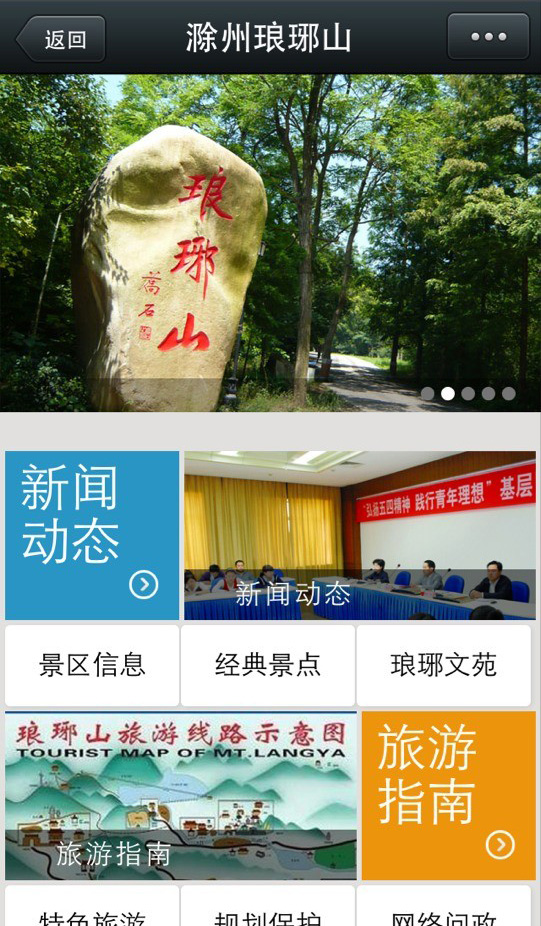 返回
滁州琅琊山
琅
琊
山
萵
石
新闻
动态
"弘扬五四精神 践行青年理想"基层
新闻动态
景区信息
经典景点
琅琊文苑
琅琊山旅游线路示意图
TOURIST MAP OF MT.LANGYA
旅游指南
旅游
指南
特色旅游
规划保护
网络问政